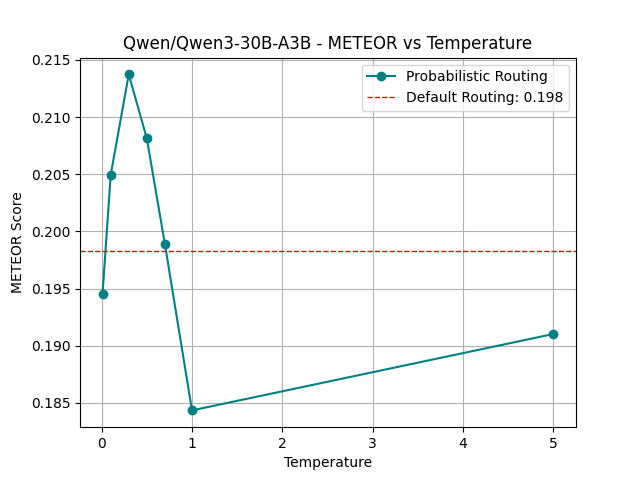 Qwen/Qwen3-30B-A3B - METEOR vs Temperature
Probabilistic Routing
Default Routing: 0.198
METEOR Score
0.215
0.210
0.205
0.200
0.195
0.190
0.185
0 1 2 3 4 5
Temperature